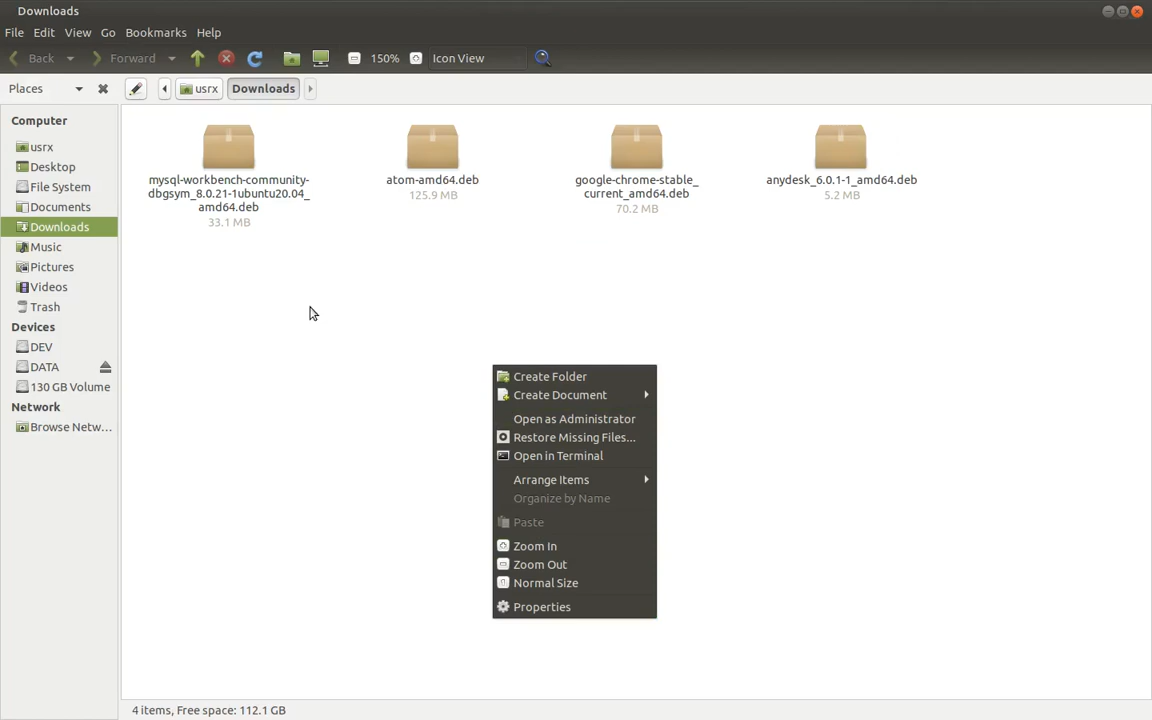 Downloads
File Edit View Go Bookmarks Help
Back Forward 150% Icon View
Places usrx Downloads
Computer
usrx
Desktop
File System
Documents
Downloads
Music
Pictures
Videos
Trash
Devices
DEV
DATA
130 GB Volume
Network
Browse Netw...
mysql-workbench-community-
dbgsym_8.0.21-1ubuntu20.04_
amd64.deb
33.1 MB
atom-amd64.deb
125.9 MB
google-chrome-stable_
current_amd64.deb
70.2 MB
anydesk_6.0.1-1_amd64.deb
5.2 MB
Create Folder
Create Document
Open as Administrator
Restore Missing Files...
Open in Terminal
Arrange Items
Organize by Name
Paste
Zoom In
Zoom Out
Normal Size
Properties
4 items, Free space: 112.1 GB